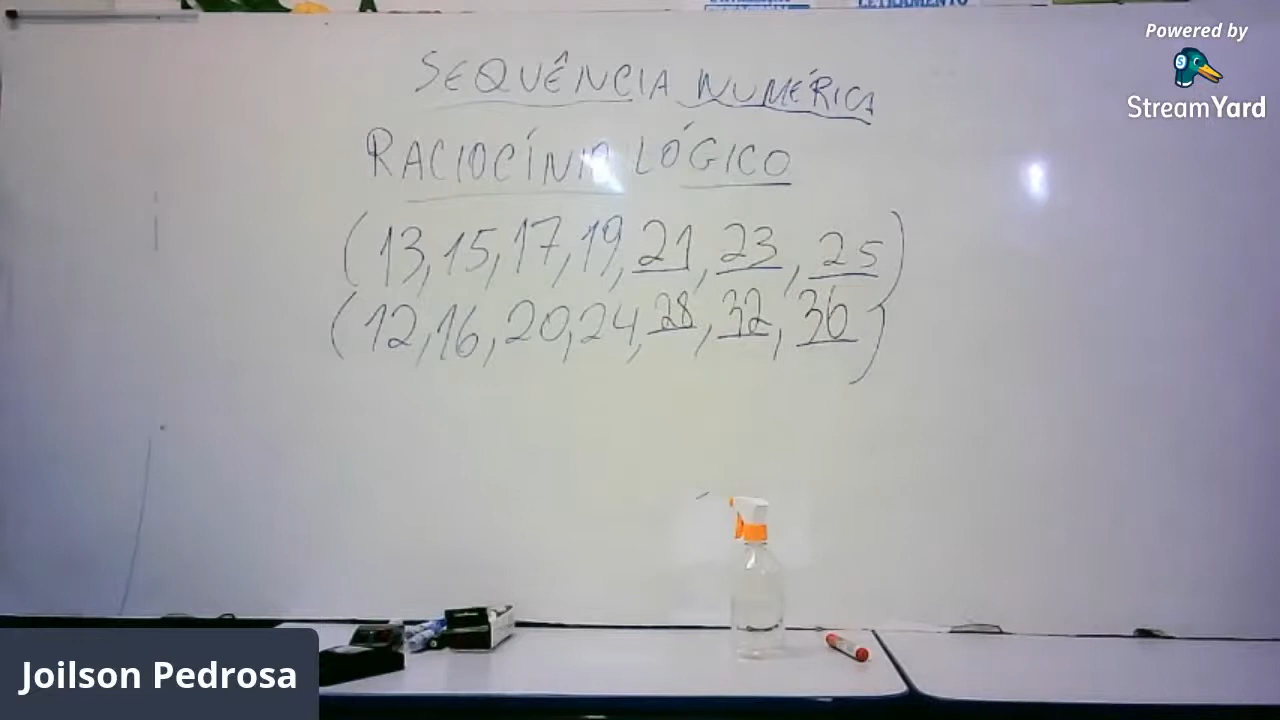 LETRAMENTO
Powered by
StreamYard
SEQUÊNCIA NUMÉRICA
RACIOCÍNIO LÓGICO
(13, 15, 17, 19, 21, 23, 25)
(12, 16, 20, 24, 28, 32, 36)
Joilson Pedrosa